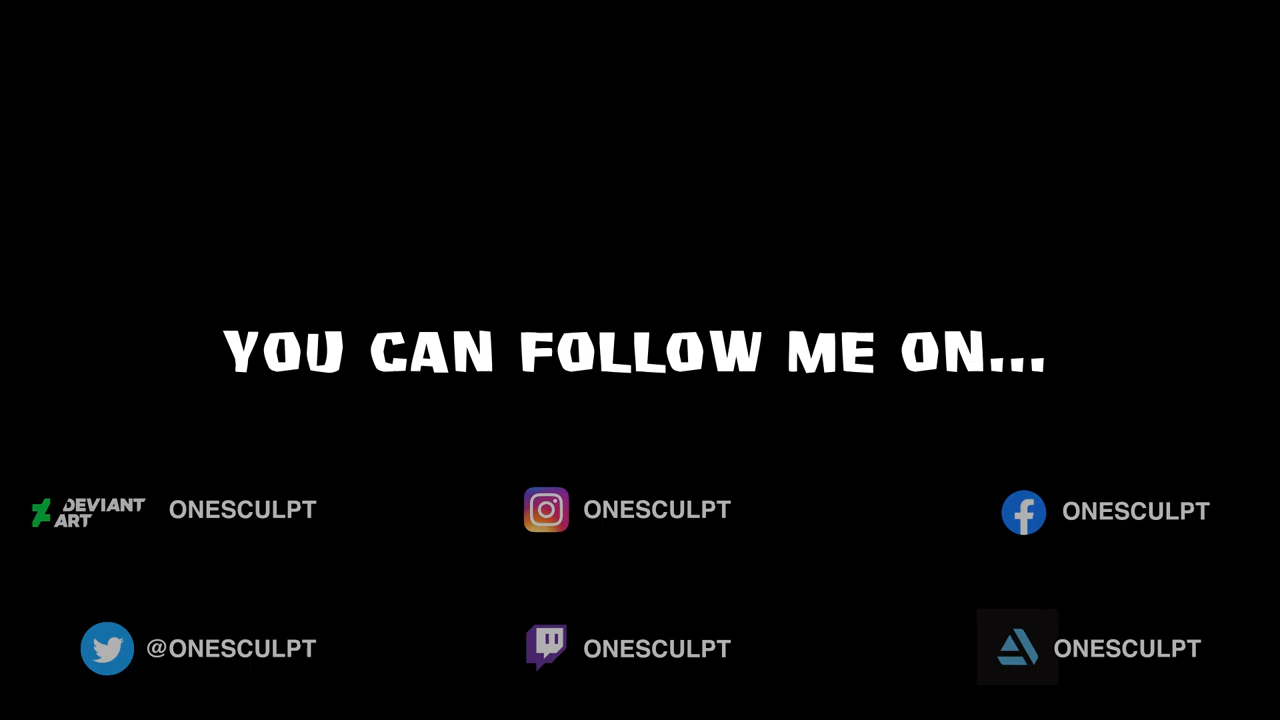 YOU CAN FOLLOW ME ON...
DEVIANT
ART
ONESCULPT
ONESCULPT
ONESCULPT
@ONESCULPT
ONESCULPT
ONESCULPT